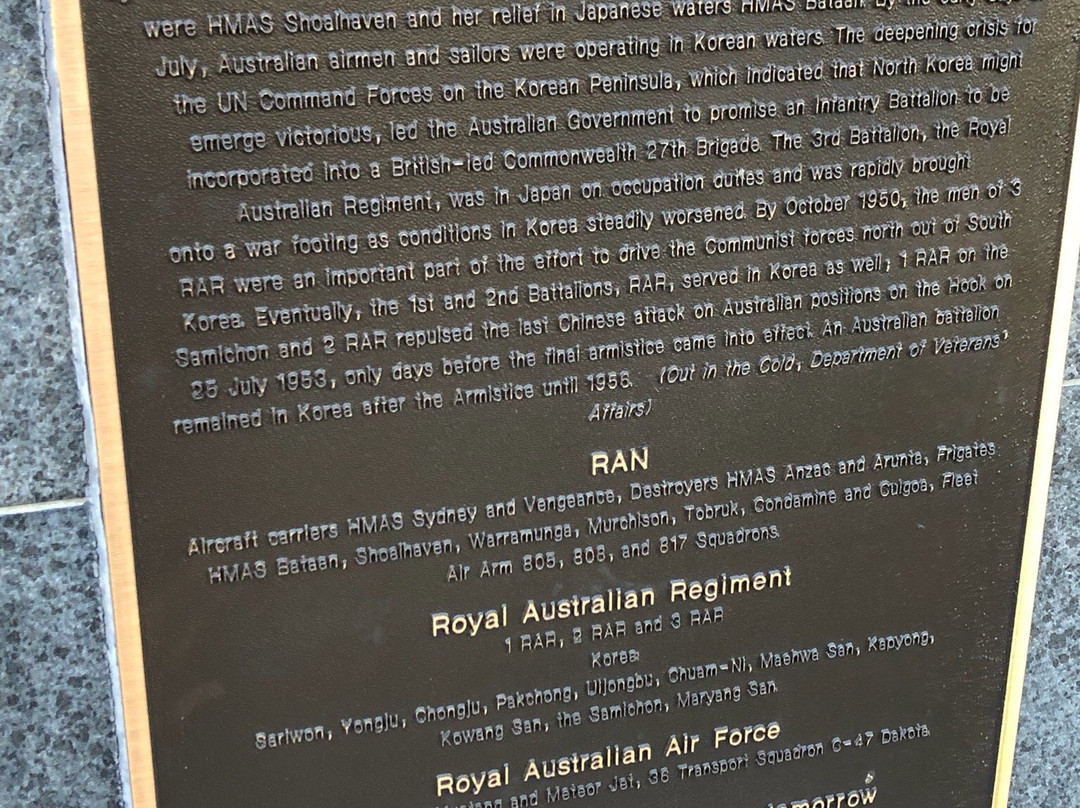 were HMAS Shoalhaven and her relief in Japanese waters HMAS Bataan. By the early
July, Australian airmen and sailors were operating in Korean waters. The deepening crisis for
the UN Command Forces on the Korean Peninsula, which indicated that North Korea might
emerge victorious, led the Australian Government to promise an Infantry Battalion to be
incorporated into a British-led Commonwealth 27th Brigade. The 3rd Battalion, the Royal
Australian Regiment, was in Japan on occupation duties and was rapidly brought
onto a war footing as conditions in Korea steadily worsened. By October 1950, the men of 3
RAR were an important part of the effort to drive the Communist forces north out of South
Korea. Eventually, the 1st and 2nd Battalions, RAR, served in Korea as well; 1 RAR on the
Samichon and 2 RAR repulsed the last Chinese attack on Australian positions on the Hook on
25 July 1953, only days before the final armistice came into effect. An Australian battalion
remained in Korea after the Armistice until 1956. (Out in the Cold, Department of Veterans'
Affairs)
RAN
Aircraft carriers HMAS Sydney and Vengeance, Destroyers HMAS Anzac and Arunta, Frigates
HMAS Bataan, Shoalhaven, Warramunga, Murchison, Tobruk, Condamine and Culgoa, Fleet
Air Arm 805, 808, and 817 Squadrons.
Royal Australian Regiment
1 RAR, 2 RAR and 3 RAR
Korea:
Sariwon, Yongju, Chongju, Pakchong, Uijongbu, Chuam-Ni, Maehwa San, Kapyong,
Kowang San, the Samichon, Maryang San
Royal Australian Air Force
Mustang and Meteor Jet, 36 Transport Squadron C-47 Dakota